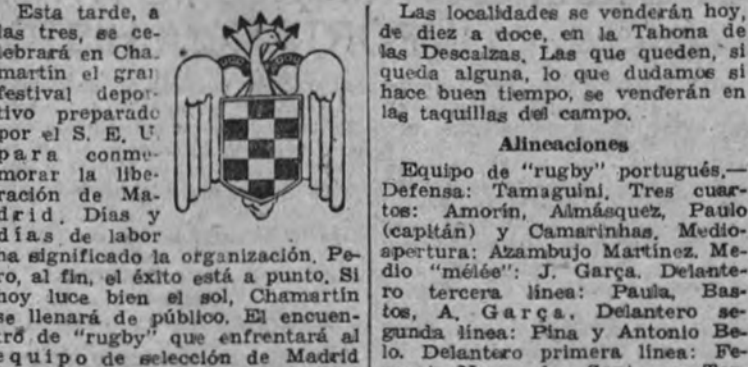 Esta tarde, a
las tres, se ce-
lebrará en Cha-
martín el gran
festival depor-
tivo preparado
por el S. E. U.
para conme-
morar la libe-
ración de Ma-
drid. Días y
días de labor
ha significado la organización. Pe-
ro, al fin, el éxito está a punto. Si
hoy luce bien el sol, Chamartín
se llenará de público. El encuen-
tro de "rugby" que enfrentará al
equipo de selección de Madrid
Las localidades se venderán hoy,
de diez a doce, en la Tahona de
las Descalzas. Las que queden, si
queda alguna, lo que dudamos si
hace buen tiempo, se venderán en
las taquillas del campo.
Alineaciones
Equipo de "rugby" portugués.—
Defensa: Tamaguini. Tres cuar-
tos: Amorín, Almásquez, Paulo
(capitán) y Camarinhas. Medio-
apertura: Azambujo Martínez. Me-
dio "mélée": J. Garça. Delante-
ro tercera línea: Paula, Bas-
tos, A. Garça. Delantero se-
gunda línea: Pina y Antonio Be-
lo. Delantero primera línea: Fe-